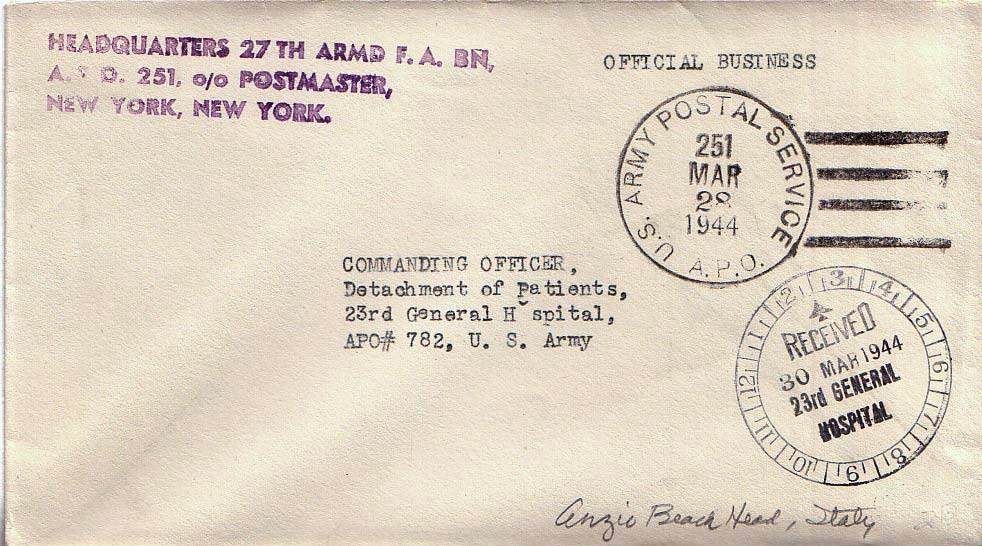 HEADQUARTERS 27TH ARMD F. A. BN,
A. P. O. 251, c/o POSTMASTER,
NEW YORK, NEW YORK.
OFFICIAL BUSINESS
U.S. ARMY POSTAL SERVICE
251
MAR
28
1944
A.P.O.
COMMANDING OFFICER,
Detachment of Patients,
23rd General H spital,
APO# 782, U. S. Army
12 1 2 3 4 5 6 7 8 9 10 11
RECEIVED
30 MAR 1944
23rd GENERAL
HOSPITAL
Anzio Beach Head, Italy